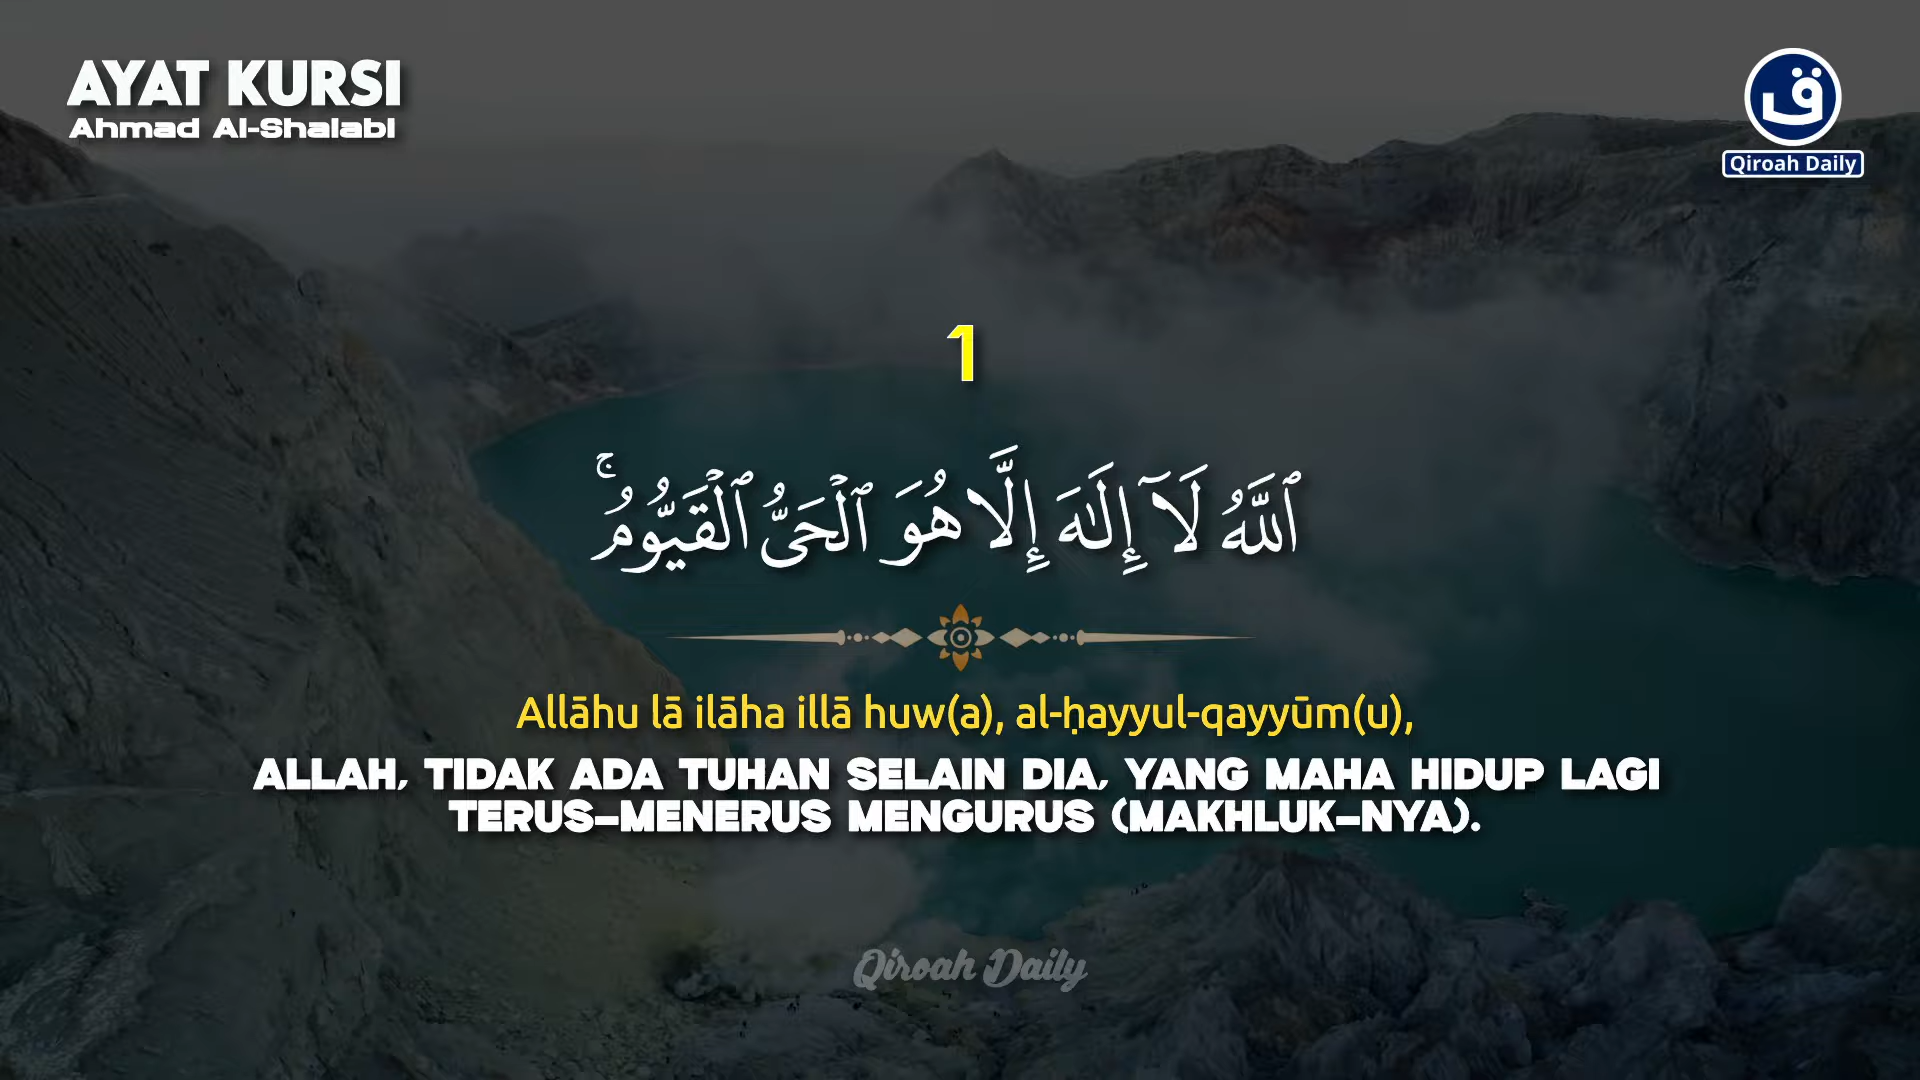 AYAT KURSI
Ahmad Al-Shalabi
ق
Qiroah Daily
1
ٱللَّهُ لَآ إِلَٰهَ إِلَّا هُوَ ٱلْحَىُّ ٱلْقَيُّومُ ۚ
Allāhu lā ilāha illā huw(a), al-ḥayyul-qayyūm(u),
ALLAH, TIDAK ADA TUHAN SELAIN DIA, YANG MAHA HIDUP LAGI
TERUS-MENERUS MENGURUS (MAKHLUK-NYA).
Qiroah Daily